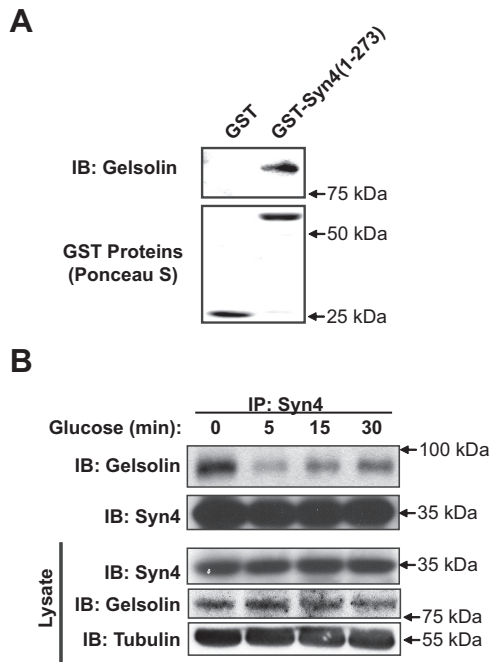 A
GST
GST-Syn4(1-273)
IB: Gelsolin
75 kDa
GST Proteins
(Ponceau S)
50 kDa
25 kDa
B
IP: Syn4
Glucose (min): 0 5 15 30
IB: Gelsolin
100 kDa
IB: Syn4
35 kDa
Lysate
IB: Syn4
35 kDa
IB: Gelsolin
75 kDa
IB: Tubulin
55 kDa